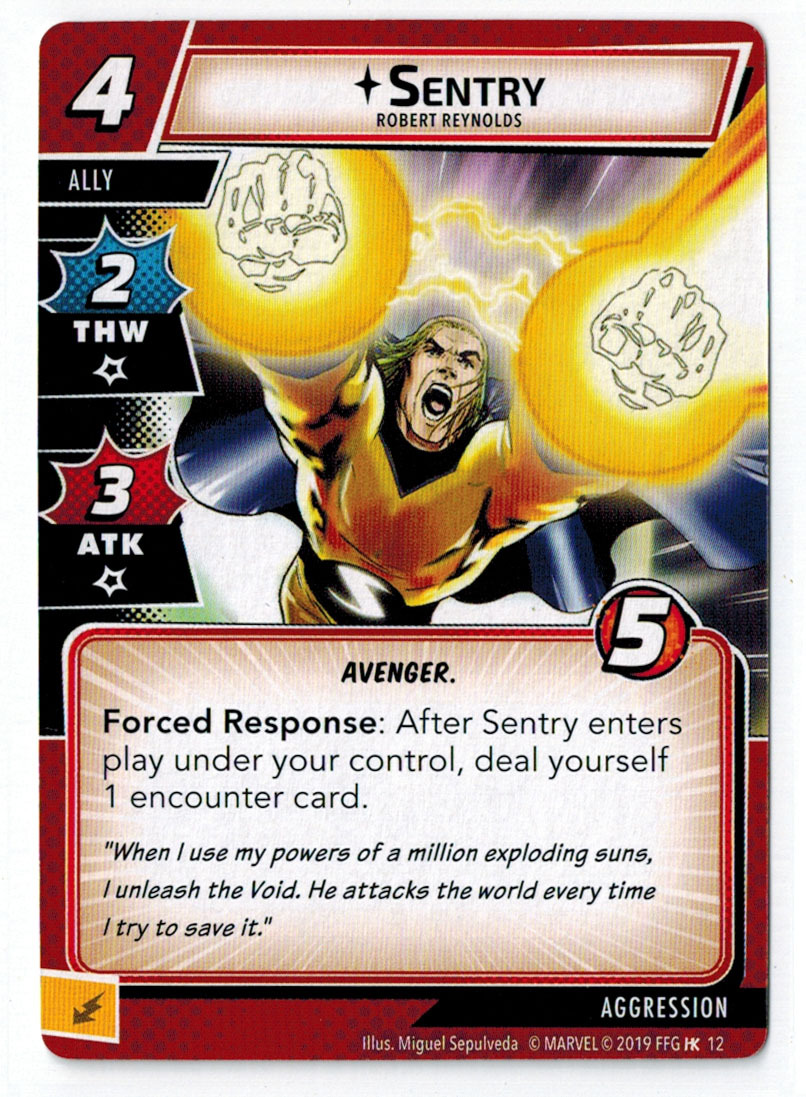 4
SENTRY
ROBERT REYNOLDS
ALLY
2
THW
3
ATK
5
AVENGER.
Forced Response: After Sentry enters
play under your control, deal yourself
1 encounter card.
"When I use my powers of a million exploding suns,
I unleash the Void. He attacks the world every time
I try to save it."
AGGRESSION
Illus. Miguel Sepulveda © MARVEL © 2019 FFG HK 12